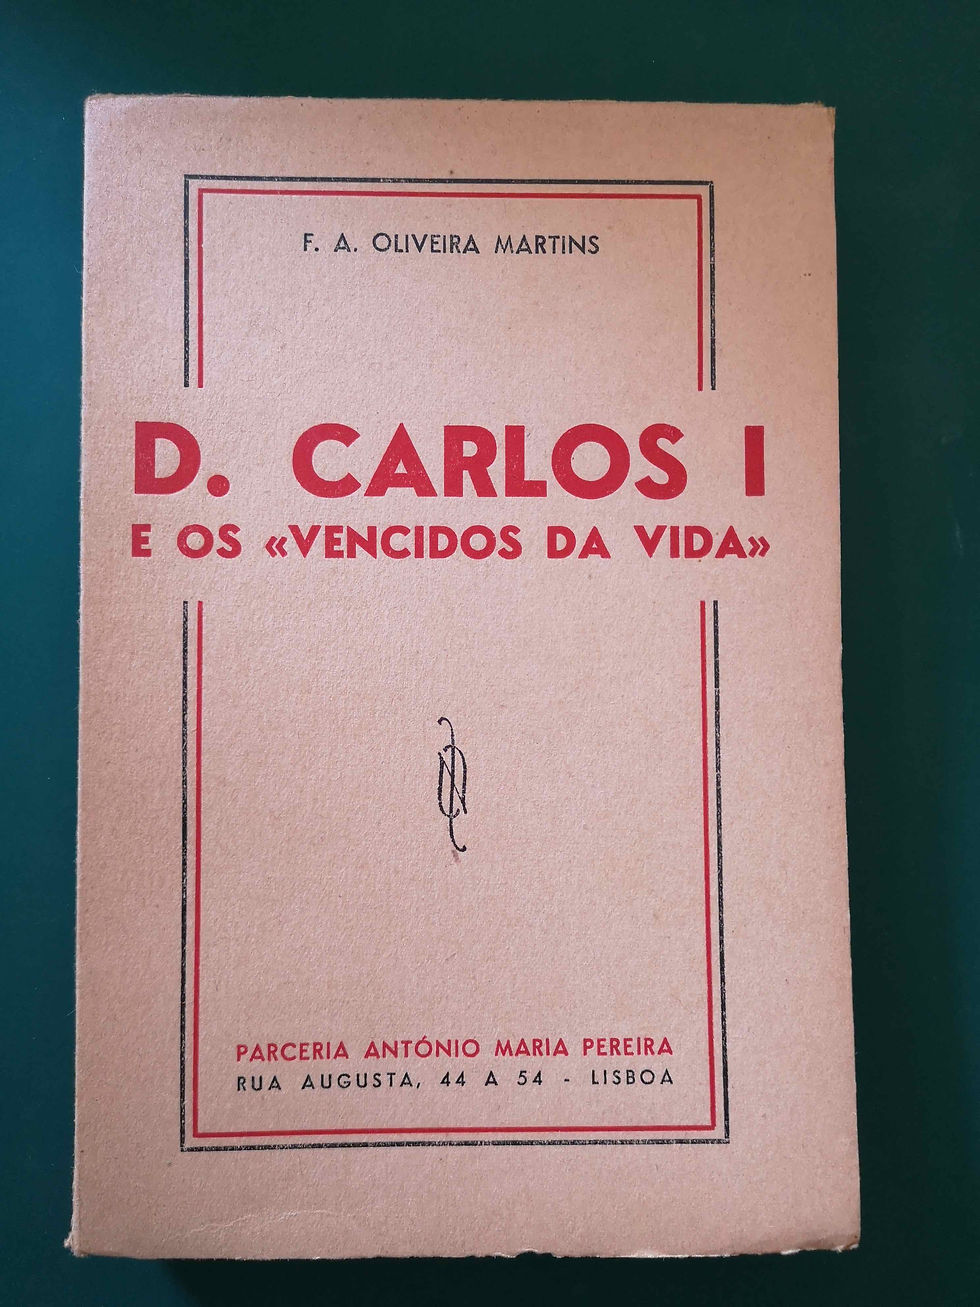 F. A. OLIVEIRA MARTINS
D. CARLOS I
E OS «VENCIDOS DA VIDA»
PARCERIA ANTÓNIO MARIA PEREIRA
RUA AUGUSTA, 44 A 54 - LISBOA